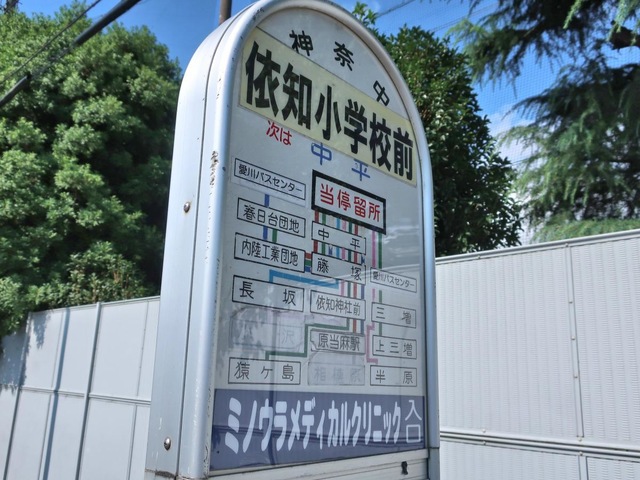 神奈中
依知小学校前
次は
中平
愛川バスセンター
当停留所
春日台団地
中平
内陸工業団地
藤塚
愛川バスセンター
長坂
依知神社前
三増
原当麻駅
上三増
猿ヶ島
半原
ミノウラメディカルクリニック入口